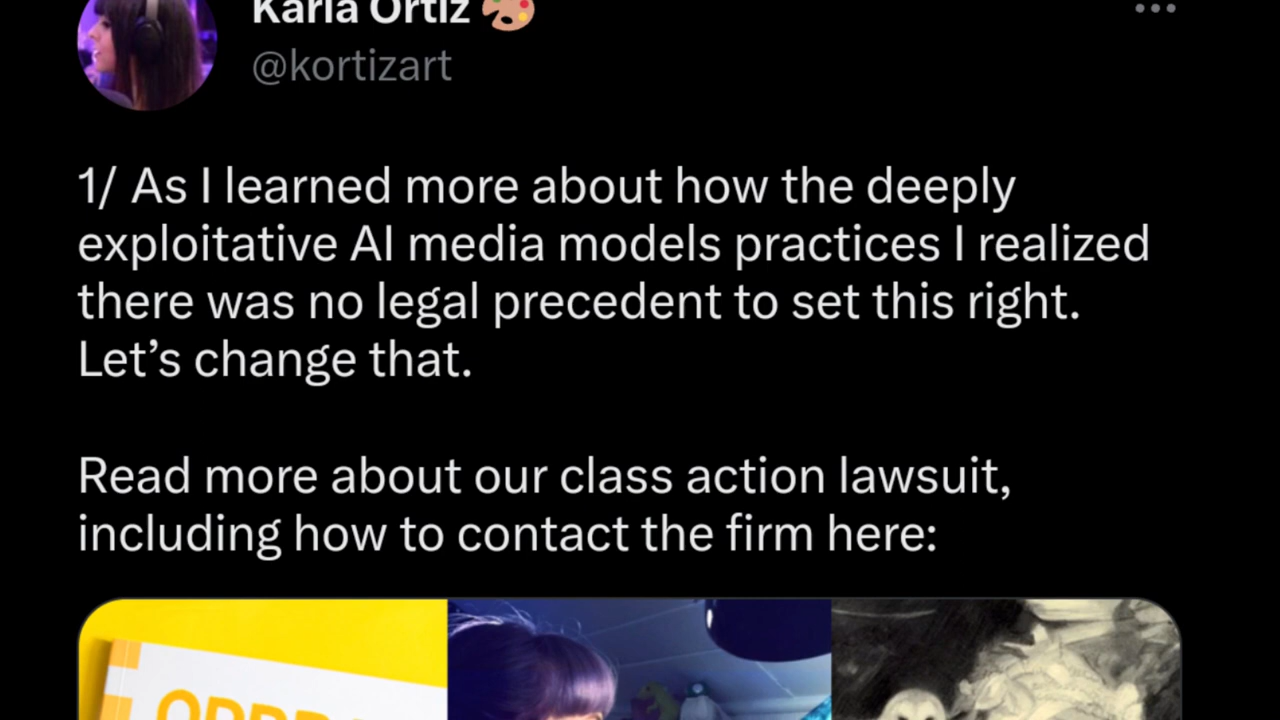 Karla Ortiz
@kortizart
1/ As I learned more about how the deeply
exploitative AI media models practices I realized
there was no legal precedent to set this right.
Let’s change that.
Read more about our class action lawsuit,
including how to contact the firm here: